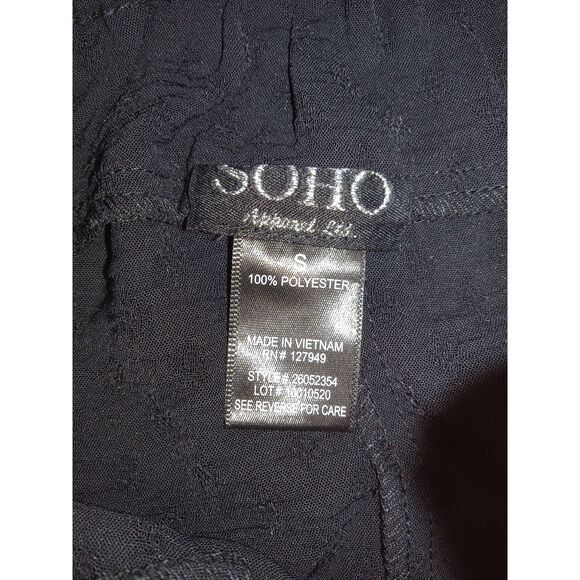 SOHO
Apparel Ltd.
S
100% POLYESTER
MADE IN VIETNAM
RN# 127949
STYLE# 26052354
LOT# 10010520
SEE REVERSE FOR CARE